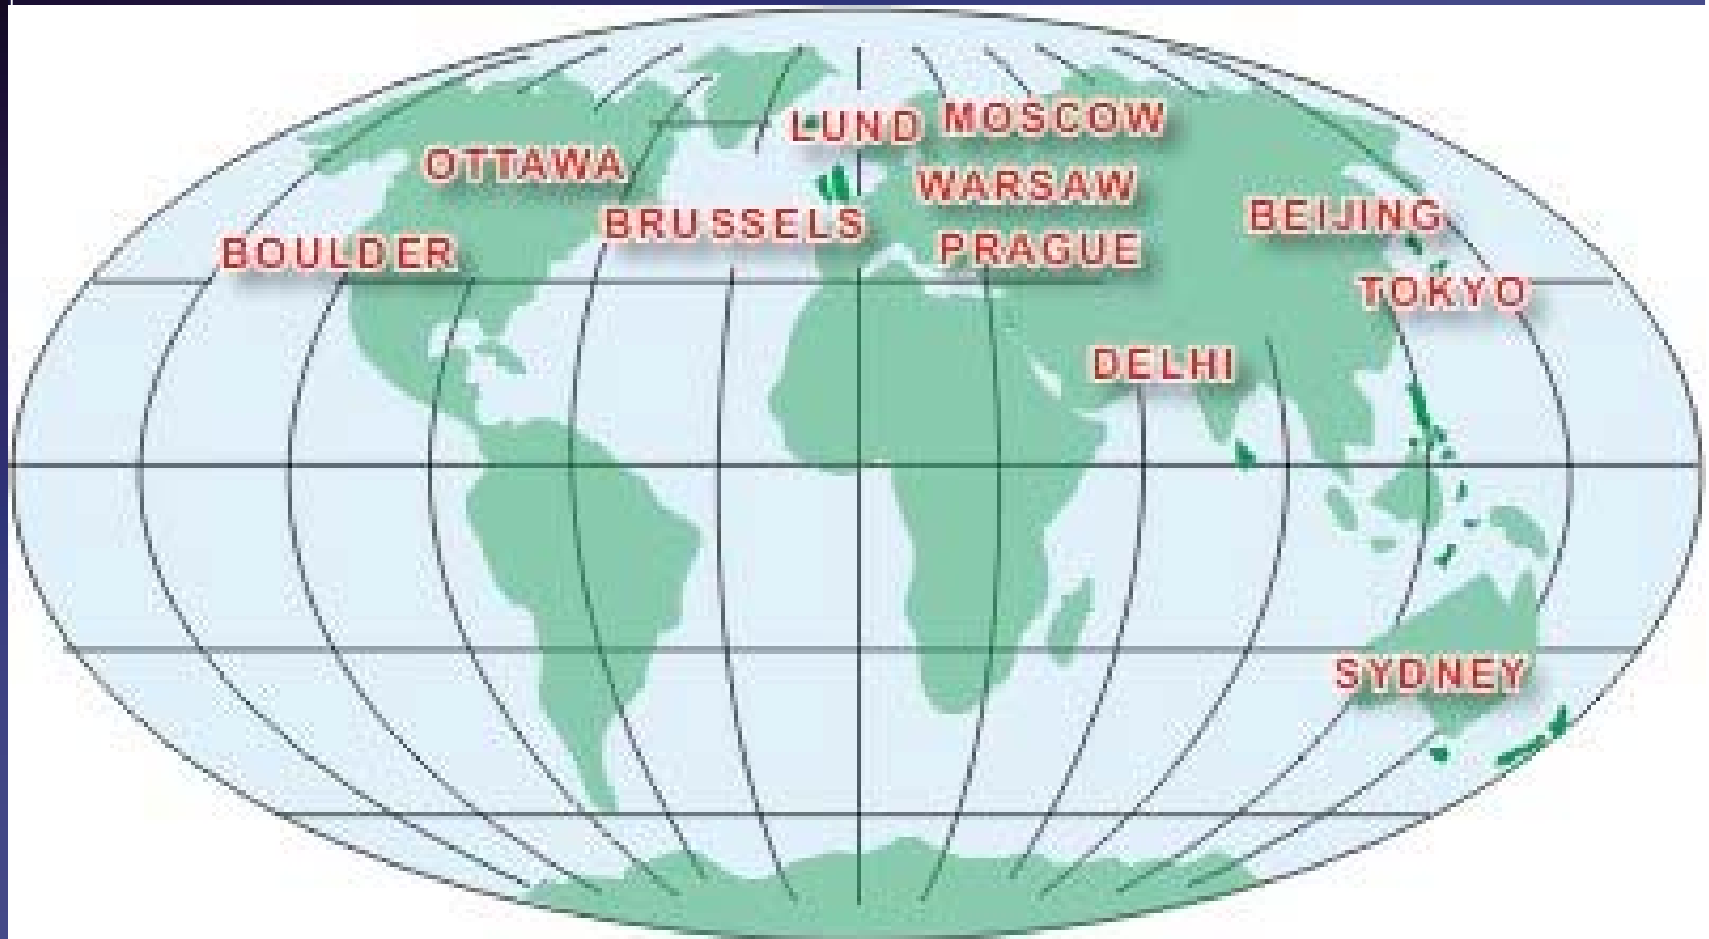 LUND
MOSCOW
OTTAWA
WARSAW
BRUSSELS
BEIJING
BOULDER
PRAGUE
TOKYO
DELHI
SYDNEY